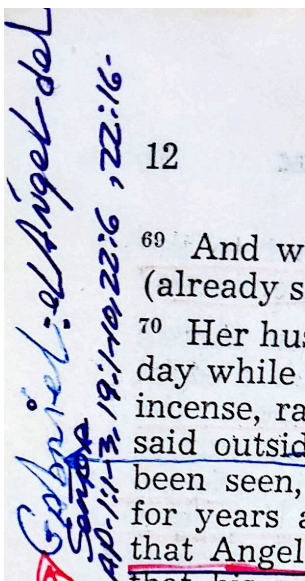 Gabriel: el Ángel del
Señor
AP-1:1-3, 19:1-10, 22:6, 22:16-
12
69 And w
(already s
70 Her hus
day while
incense, ra
said outsid
been seen,
for years a
that Angel